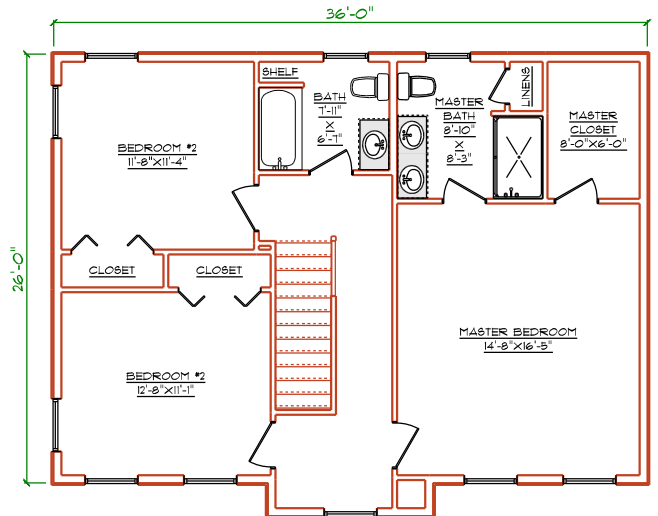 36'-0"
26'-0"
SHELF
BATH
7'-11"
X
6'-7"
MASTER
BATH
8'-10"
X
8'-3"
LINENS
MASTER
CLOSET
8'-0"X6'-0"
BEDROOM #2
11'-8"X11'-4"
CLOSET
CLOSET
MASTER BEDROOM
14'-8"X16'-5"
BEDROOM #2
12'-8"X11'-1"